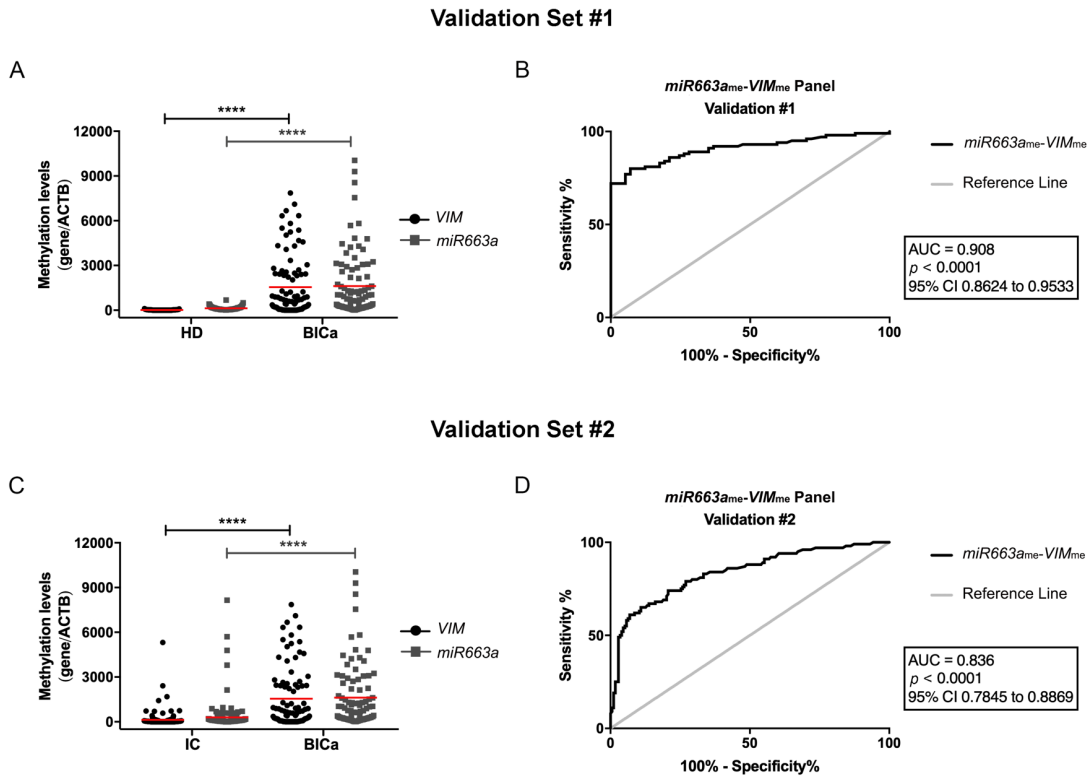 Validation Set #1
A
****
****
12000
9000
6000
3000
0
Methylation levels
(gene/ACTB)
HD
BlCa
VIM
miR663a
B
miR663ame-VIMme Panel
Validation #1
100
50
0
Sensitivity %
0
50
100
100% - Specificity%
miR663ame-VIMme
Reference Line
AUC = 0.908
p < 0.0001
95% CI 0.8624 to 0.9533
Validation Set #2
C
****
****
12000
9000
6000
3000
0
Methylation levels
(gene/ACTB)
IC
BlCa
VIM
miR663a
D
miR663ame-VIMme Panel
Validation #2
100
50
0
Sensitivity %
0
50
100
100% - Specificity%
miR663ame-VIMme
Reference Line
AUC = 0.836
p < 0.0001
95% CI 0.7845 to 0.8869